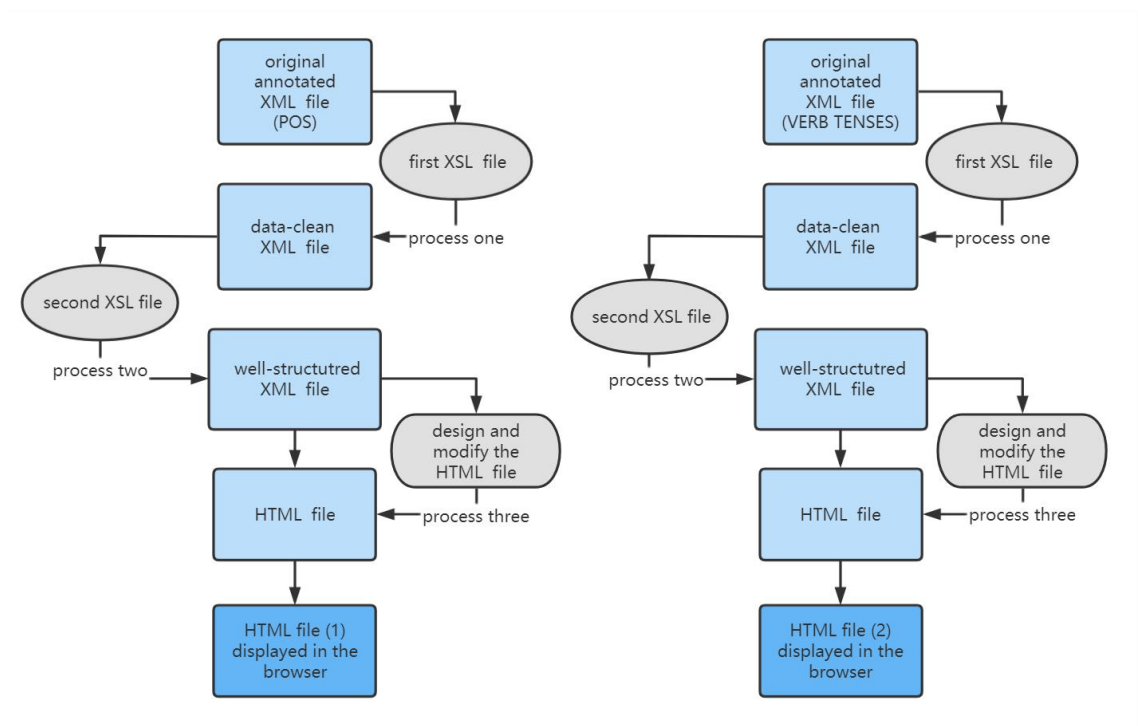 original
annotated
XML file
(POS)
first XSL file
process one
data-clean
XML file
second XSL file
process two
well-structutred
XML file
design and
modify the
HTML file
process three
HTML file
HTML file (1)
displayed in the
browser
original
annotated
XML file
(VERB TENSES)
first XSL file
process one
data-clean
XML file
second XSL file
process two
well-structutred
XML file
design and
modify the
HTML file
process three
HTML file
HTML file (2)
displayed in the
browser